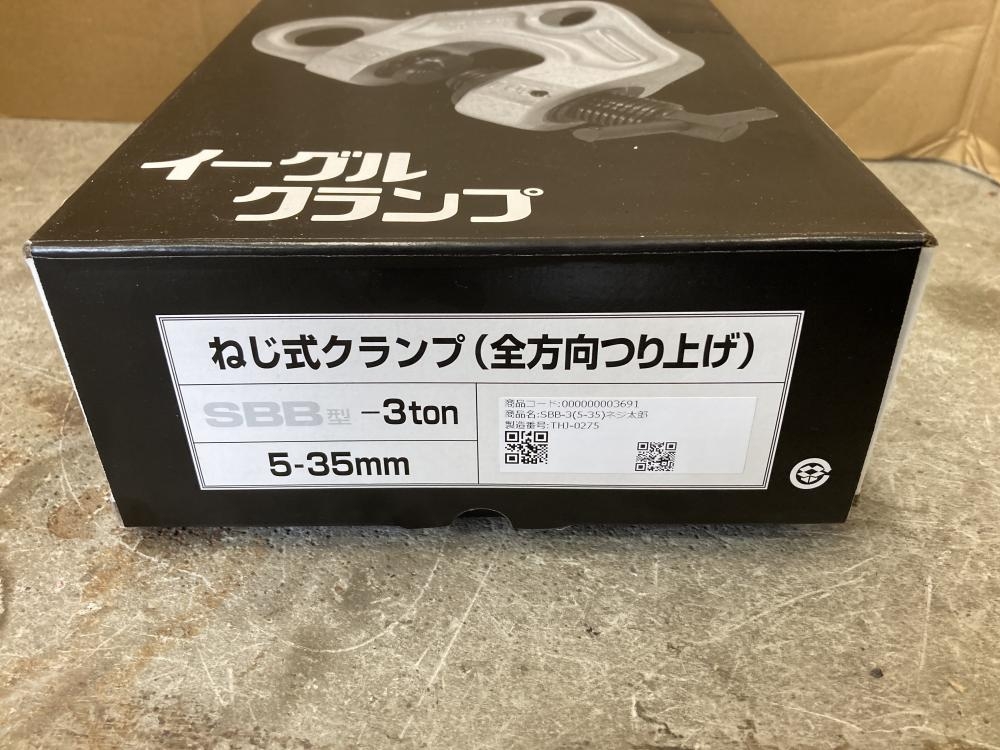 イーグル
クランプ
ねじ式クランプ(全方向つり上げ)
SBB型 -3ton
5-35mm
商品コード:000000003691
商品名:SBB-3(5-35)ネジ太郎
製造番号:THJ-0275